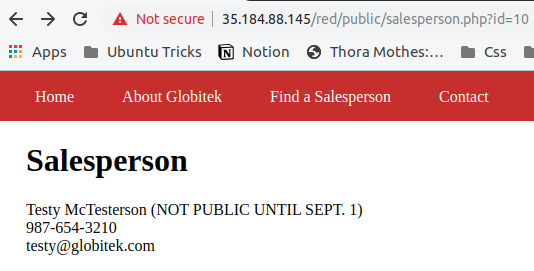 Not secure | 35.184.88.145/red/public/salesperson.php?id=10
Ubuntu Tricks Notion Thora Mothes:... Css
Home About Globitek Find a Salesperson Contact
Salesperson
Testy McTesterson (NOT PUBLIC UNTIL SEPT. 1)
987-654-3210
testy@globitek.com